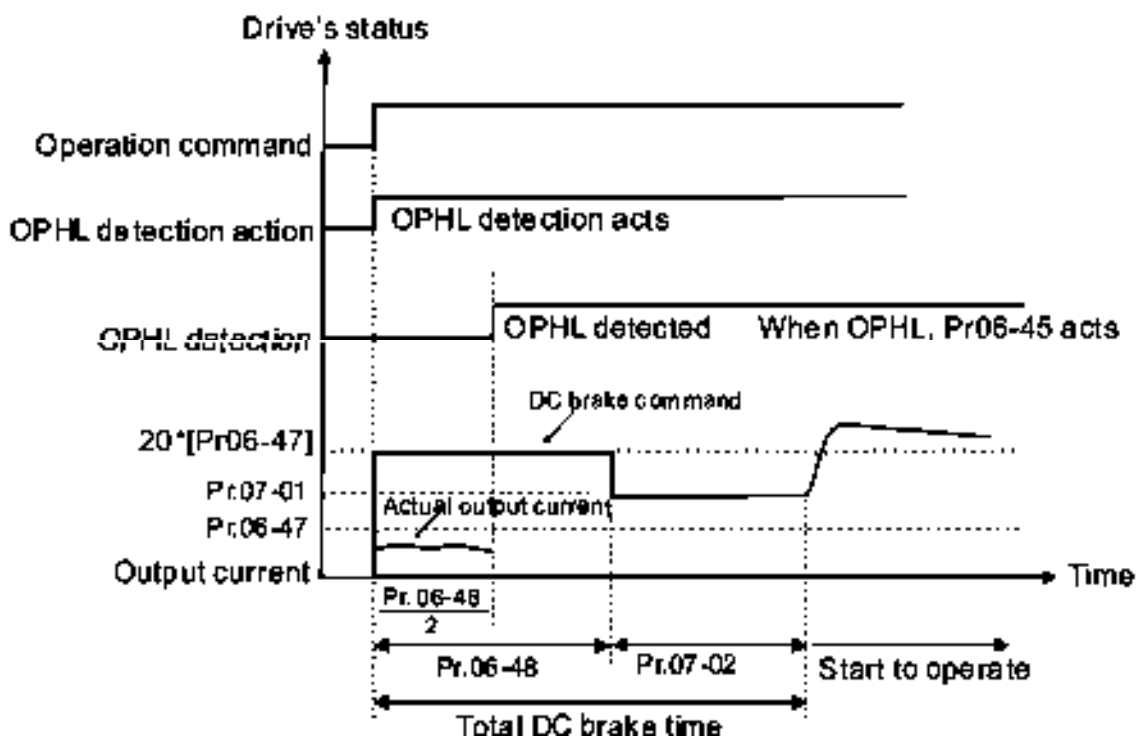 Drive's status
Operation command
OPHL detection action
OPHL detection acts
OPHL detection
OPHL detected
When OPHL, Pr06-45 acts
DC brake command
20*[Pr06-47]
Pr.07-01
Actual output current
Pr.06-47
Output current
Time
Pr.06-48
2
Pr.06-48
Pr.07-02
Start to operate
Total DC brake time